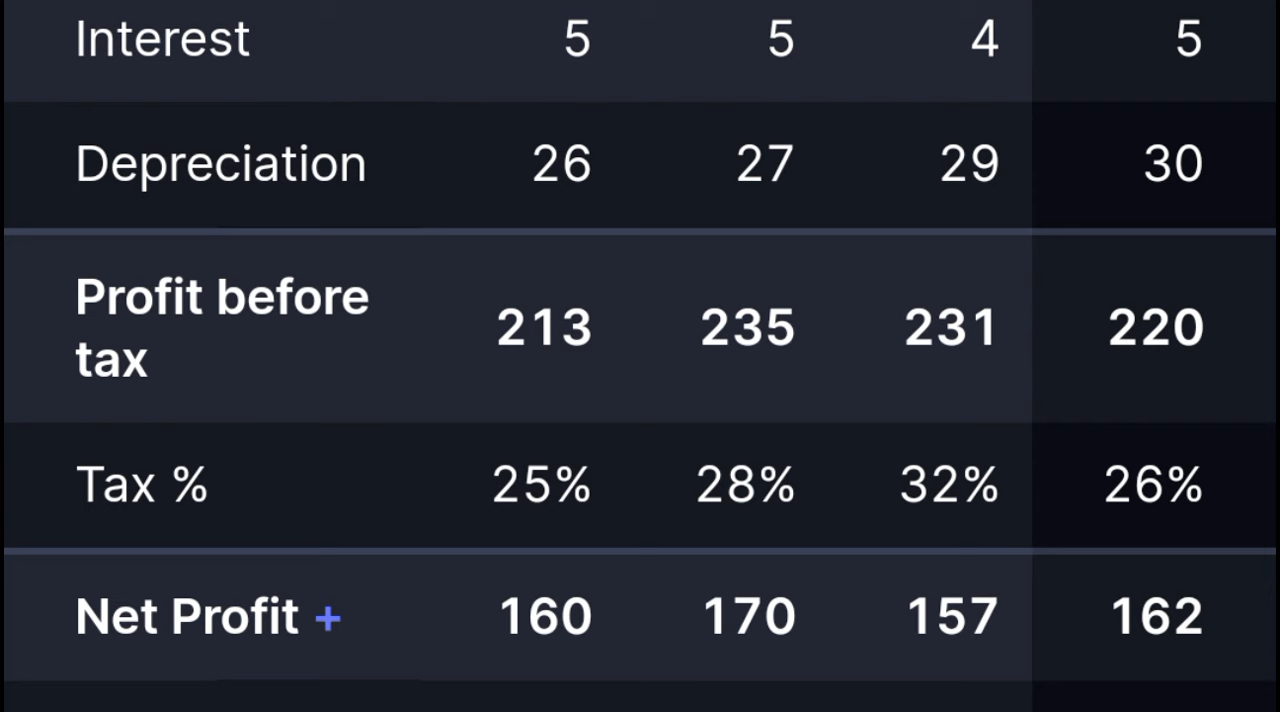 Interest 5 5 4 5
Depreciation 26 27 29 30
Profit before
tax 213 235 231 220
Tax % 25% 28% 32% 26%
Net Profit + 160 170 157 162